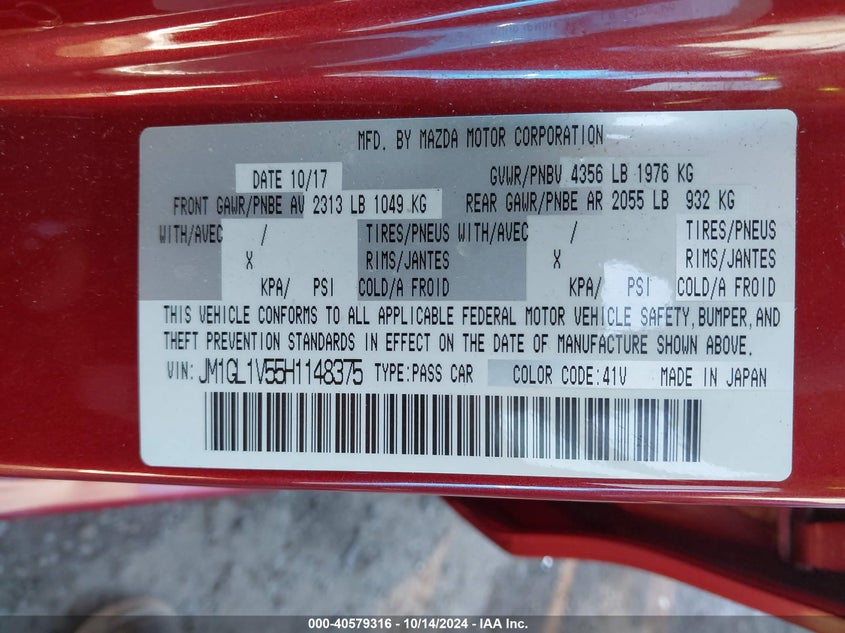 MFD. BY MAZDA MOTOR CORPORATION
DATE 10/17 GVWR/PNBV 4356 LB 1976 KG
FRONT GAWR/PNBE AV 2313 LB 1049 KG REAR GAWR/PNBE AR 2055 LB 932 KG
WITH/AVEC / TIRES/PNEUS WITH/AVEC / TIRES/PNEUS
X RIMS/JANTES X RIMS/JANTES
KPA/ PSI COLD/A FROID KPA/ PSI COLD/A FROID
THIS VEHICLE CONFORMS TO ALL APPLICABLE FEDERAL MOTOR VEHICLE SAFETY,BUMPER,AND
THEFT PREVENTION STANDARDS IN EFFECT ON THE DATE OF MANUFACTURE SHOWN ABOVE.
VIN: JM1GL1V55H1148375 TYPE:PASS CAR COLOR CODE:41V MADE IN JAPAN
000-40579316 - 10/14/2024 - IAA Inc.